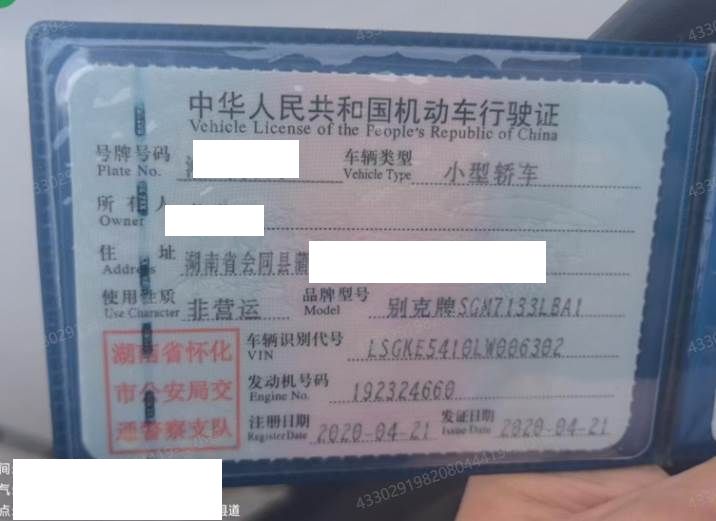 中华人民共和国机动车行驶证
Vehicle License of the People's Republic of China
号牌号码
Plate No.
车辆类型
Vehicle Type
小型轿车
所有人
Owner
住址
Address
湖南省会同县
使用性质
Use Character
非营运
品牌型号
Model
别克牌SGM7133LBA1
湖南省怀化
市公安局交
通警察支队
车辆识别代号
VIN
LSGKE5410LW006302
发动机号码
Engine No.
192324660
注册日期
Register Date
2020-04-21
发证日期
Issue Date
2020-04-21
433029198208044419
县道